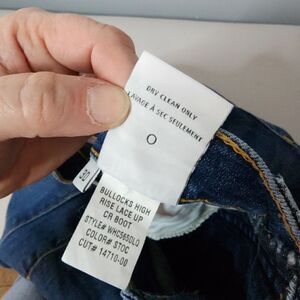 DRY CLEAN ONLY
LAVAGE À SEC SEULEMENT
30
BULLOCKS HIGH
RISE LACE UP
CR BOOT
STYLE# WHC565DLO
COLOR# STOC
CUT# 14710-00